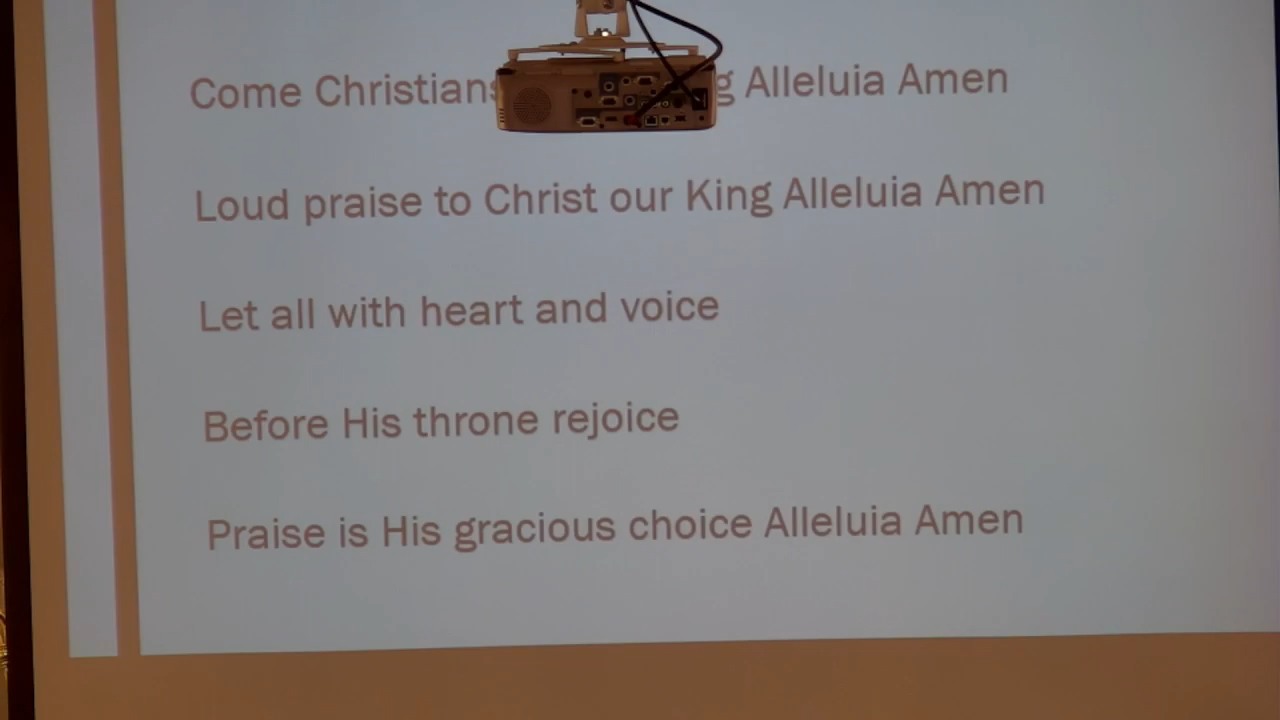 Come Christians g Alleluia Amen
Loud praise to Christ our King Alleluia Amen
Let all with heart and voice
Before His throne rejoice
Praise is His gracious choice Alleluia Amen